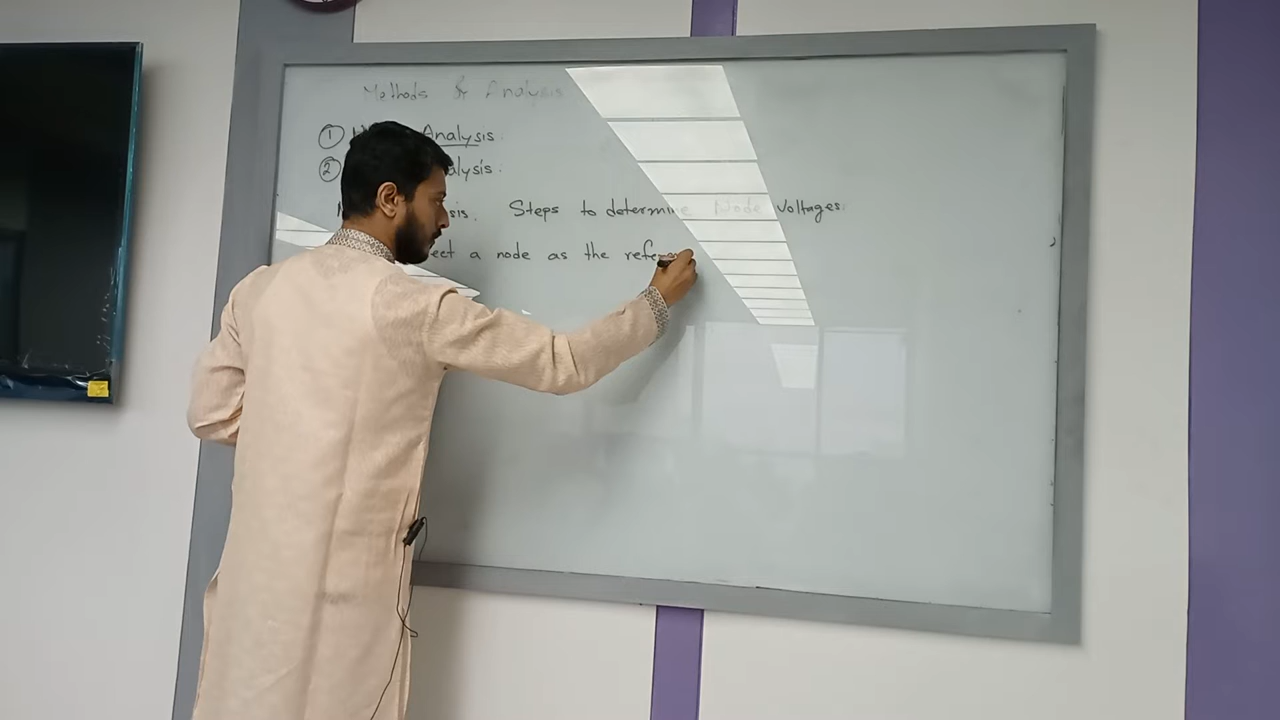 Methods of Analysis
① Analysis.
② alysis.
sis. Steps to determine Node Voltages.
ect a node as the refe